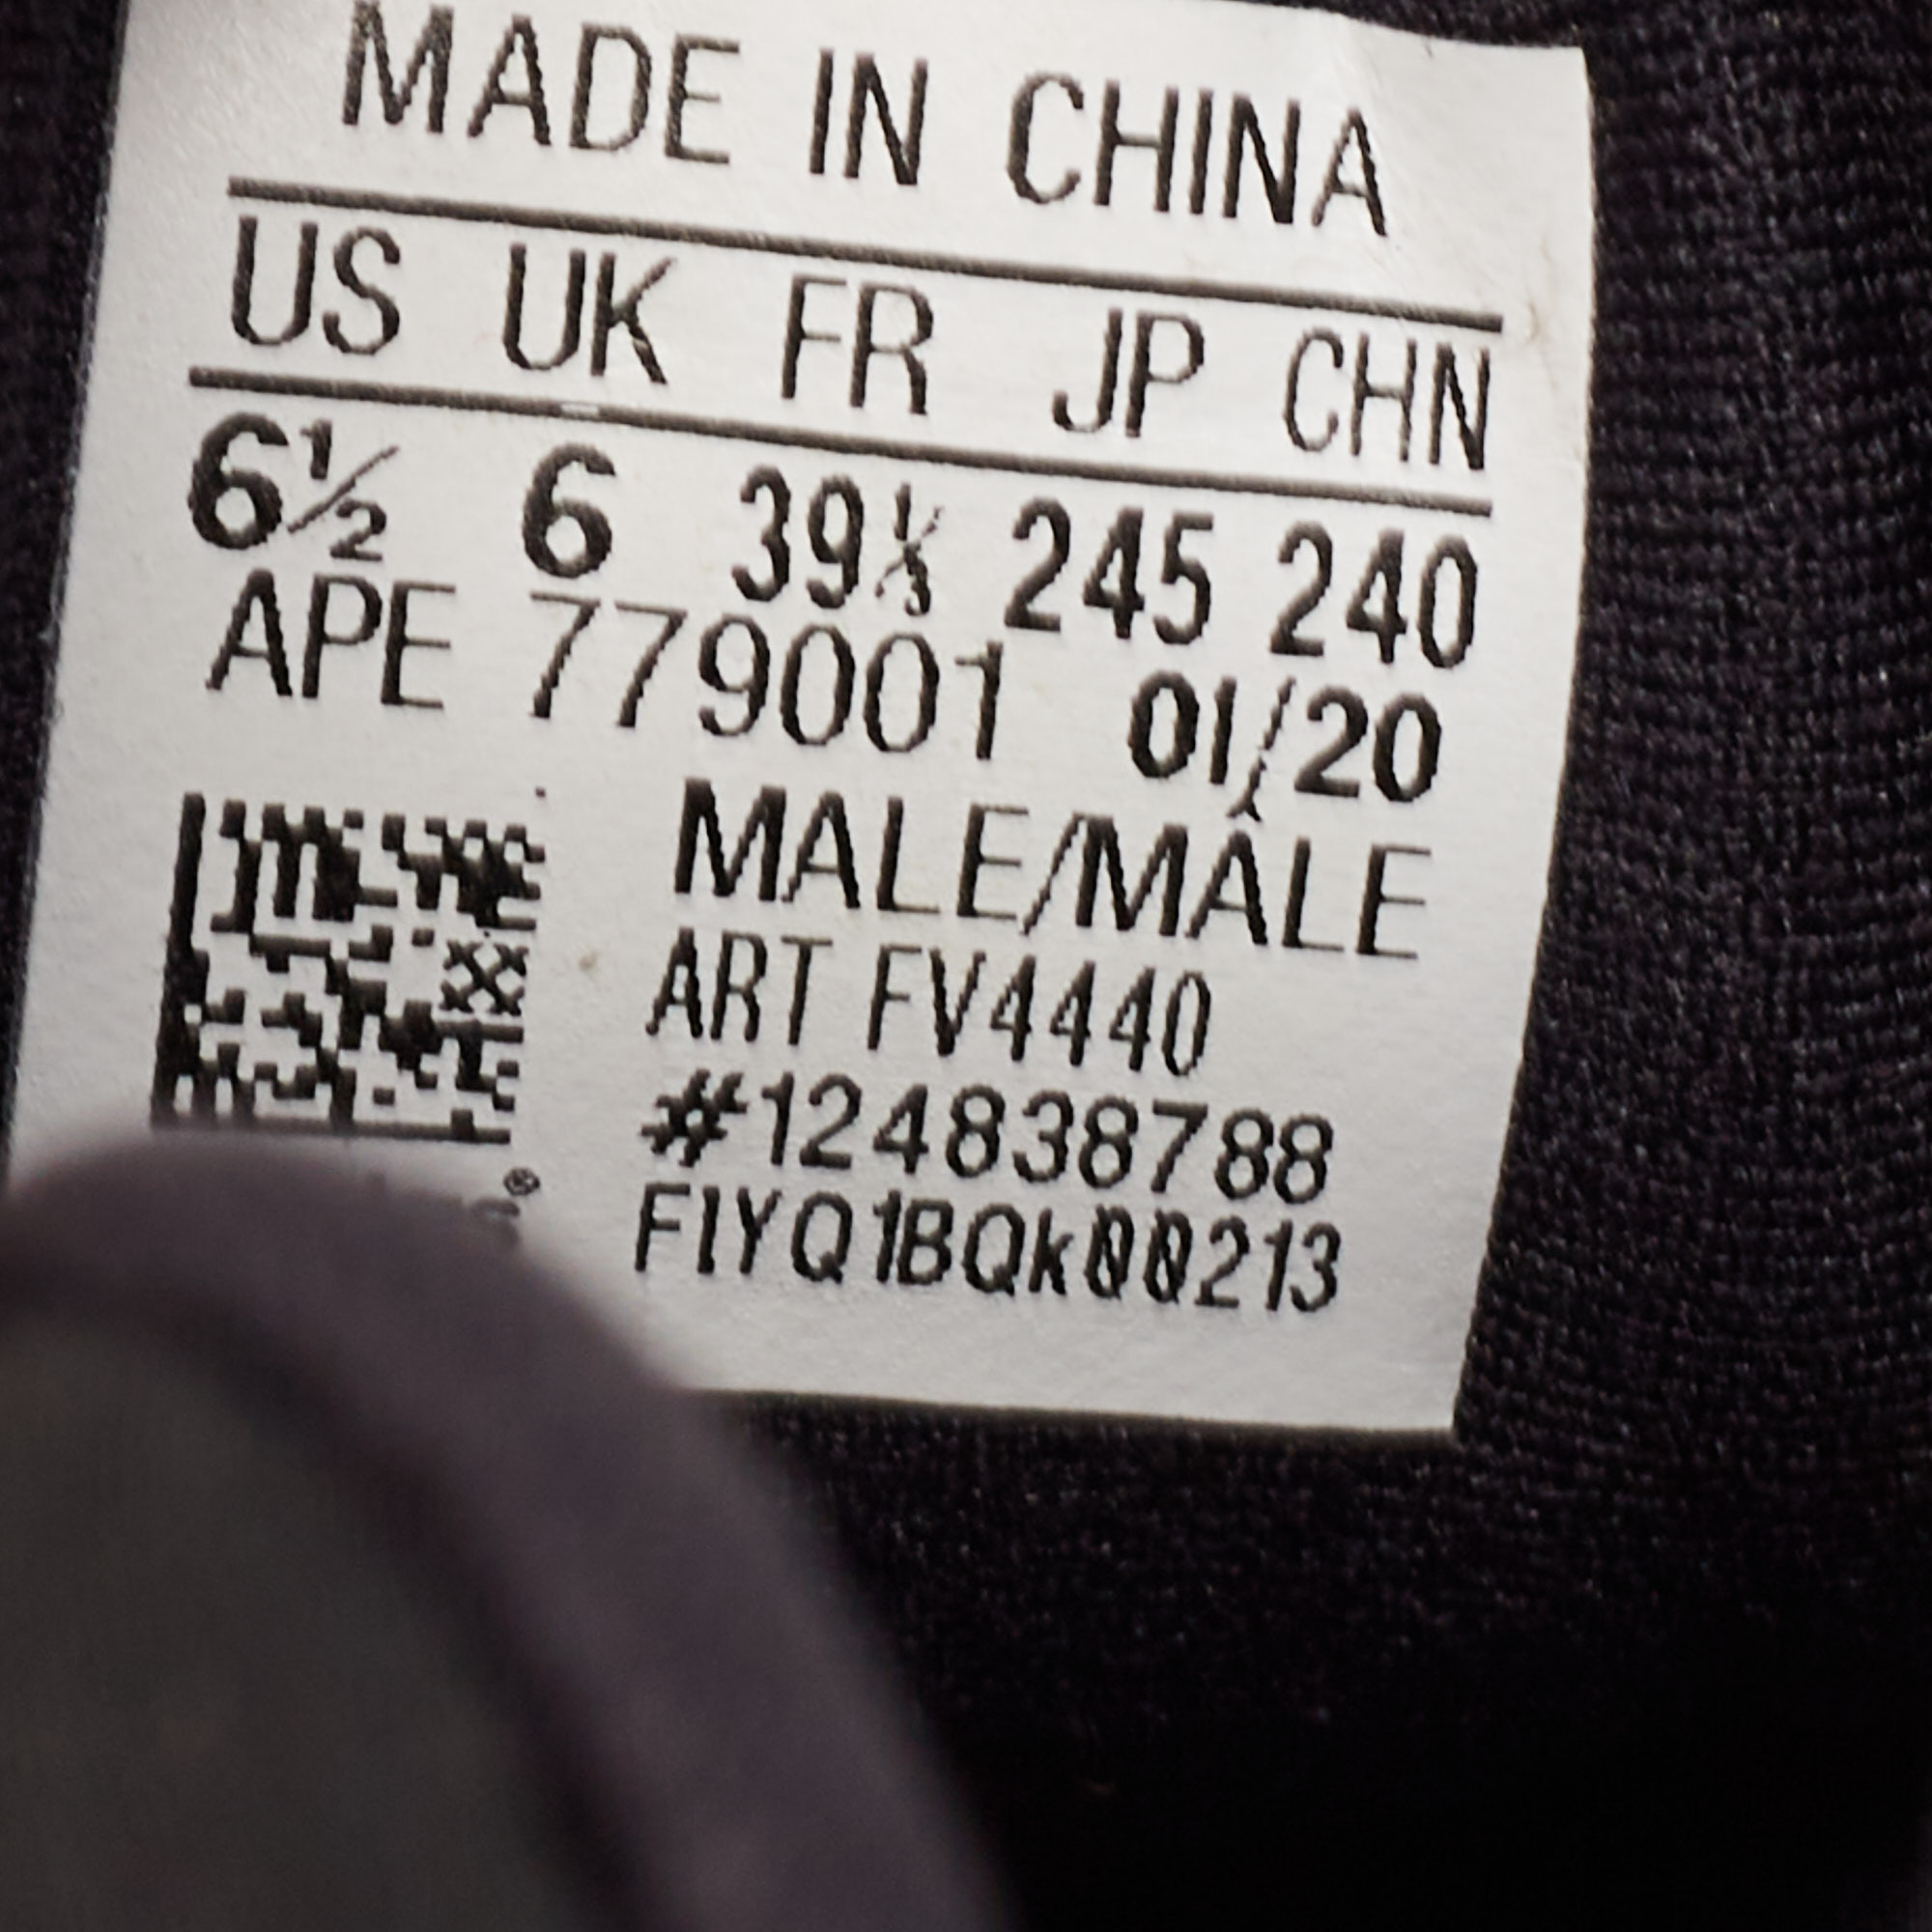 MADE IN CHINA
US UK FR JP CHN
6½ 6 39⅓ 245 240
APE 779001 01/20
MALE/MÂLE
ART FV4440
#124838788
F1YQ1BQk00213